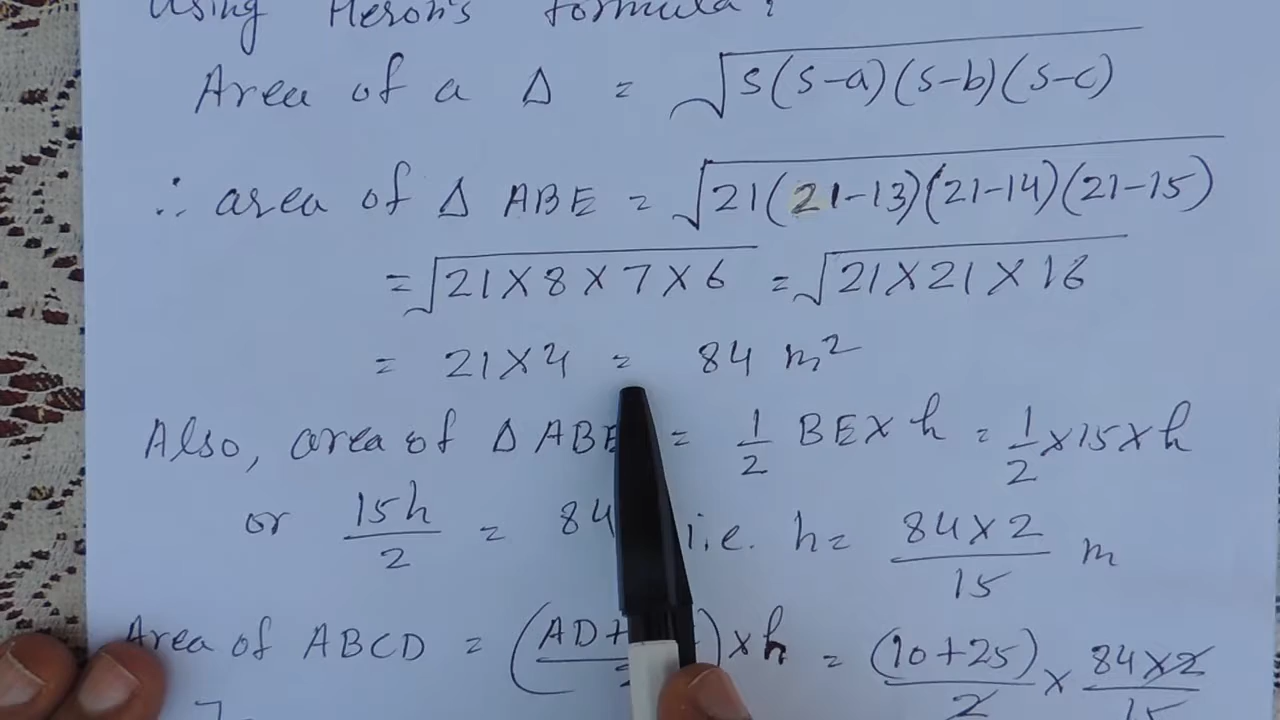 Using Heron's formula:
Area of a Δ = √s(s-a)(s-b)(s-c)
∴ area of Δ ABE = √21(21-13)(21-14)(21-15)
= √21×8×7×6 = √21×21×16
= 21×4 = 84 m²
Also, area of Δ ABE = 1/2 BE×h = 1/2×15×h
or 15h/2 = 84 i.e. h= 84×2/15 m
Area of ABCD = (AD+ )×h = (10+25)/2 × 84×2/15